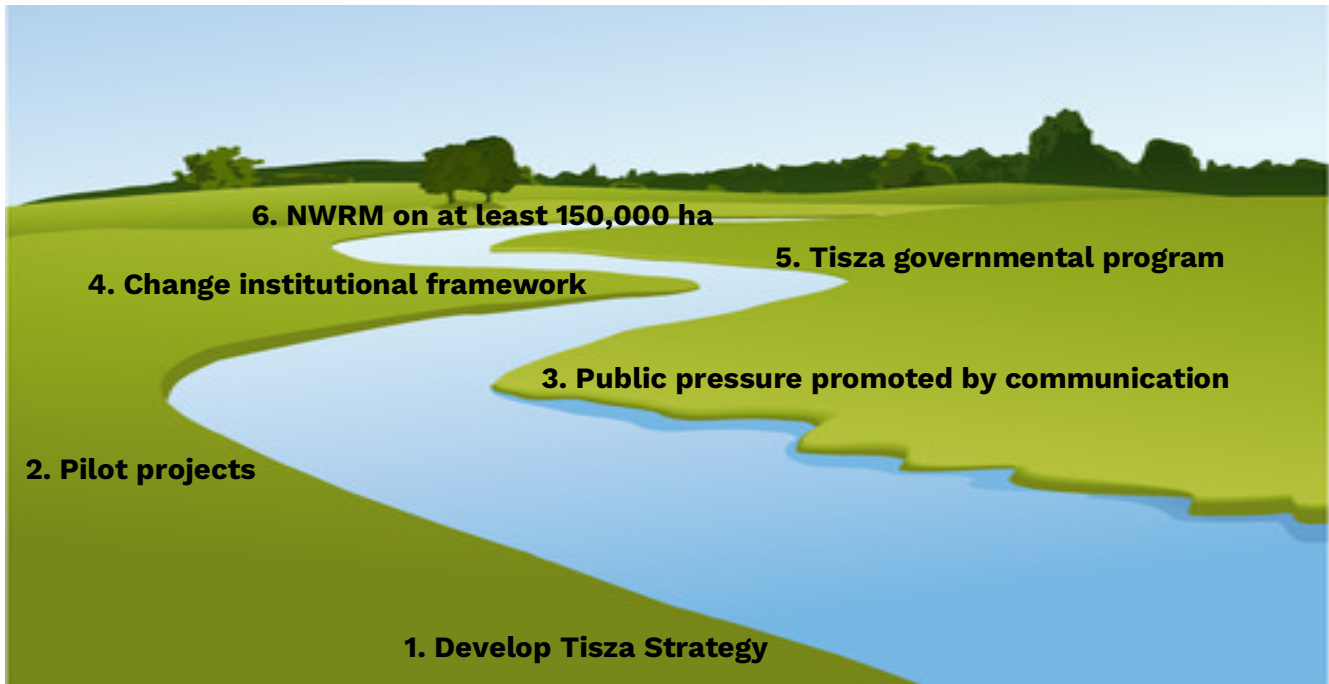 6. NWRM on at least 150,000 ha
5. Tisza governmental program
4. Change institutional framework
3. Public pressure promoted by communication
2. Pilot projects
1. Develop Tisza Strategy